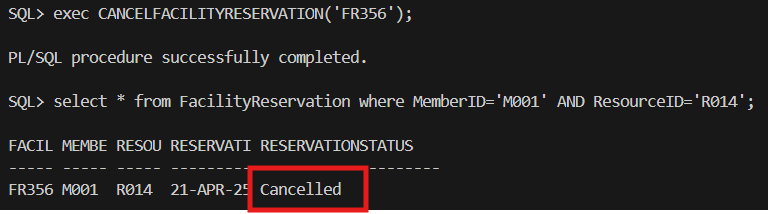 SQL> exec CANCELFACILITYRESERVATION('FR356');
PL/SQL procedure successfully completed.
SQL> select * from FacilityReservation where MemberID='M001' AND ResourceID='R014';
FACIL MEMBE RESOU RESERVATI RESERVATIONSTATUS
----- ----- ----- --------- --------------------
FR356 M001  R014  21-APR-25 Cancelled